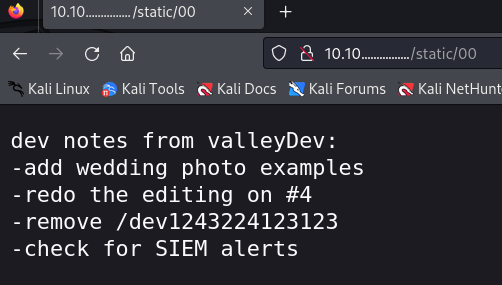 10.10................/static/00
10.10................/static/00
Kali Linux
Kali Tools
Kali Docs
Kali Forums
Kali NetHunt
dev notes from valleyDev:
-add wedding photo examples
-redo the editing on #4
-remove /dev1243224123123
-check for SIEM alerts